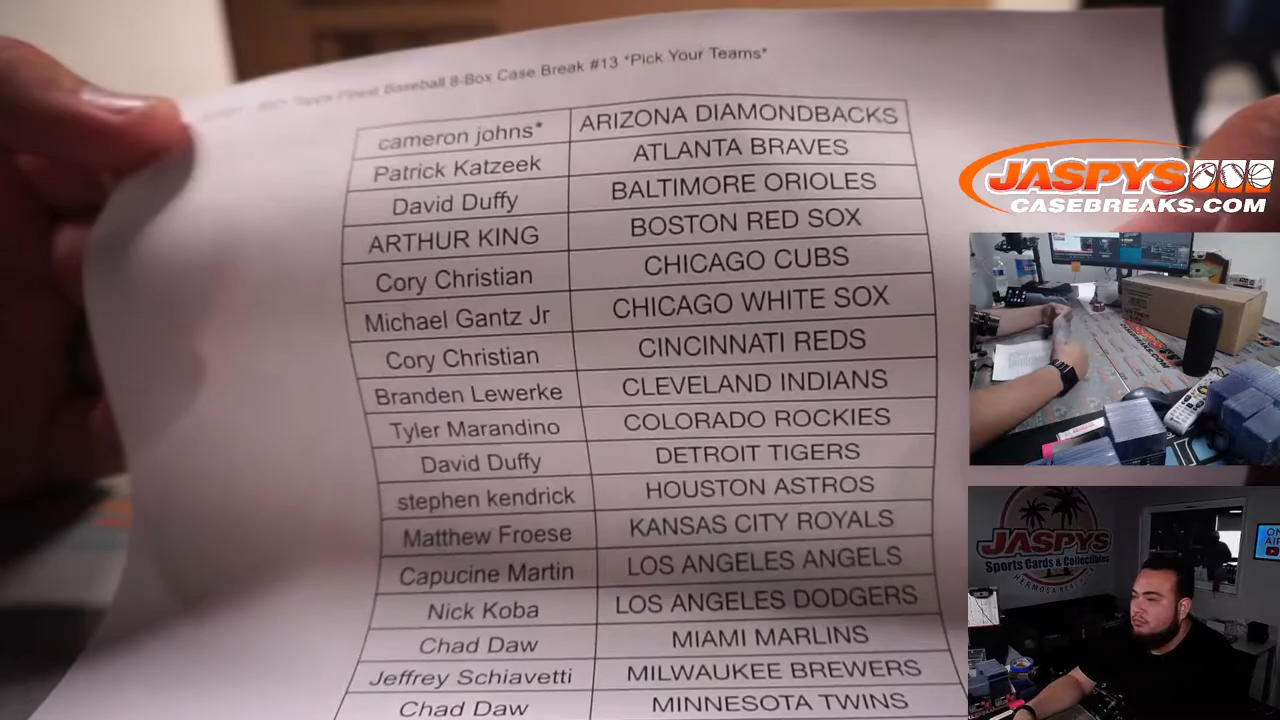 Finest Baseball 8-Box Case Break #13 *Pick Your Teams*
cameron johns* ARIZONA DIAMONDBACKS
Patrick Katzeek ATLANTA BRAVES
David Duffy BALTIMORE ORIOLES
ARTHUR KING BOSTON RED SOX
Cory Christian CHICAGO CUBS
Michael Gantz Jr CHICAGO WHITE SOX
Cory Christian CINCINNATI REDS
Branden Lewerke CLEVELAND INDIANS
Tyler Marandino COLORADO ROCKIES
David Duffy DETROIT TIGERS
stephen kendrick HOUSTON ASTROS
Matthew Froese KANSAS CITY ROYALS
Capucine Martin LOS ANGELES ANGELS
Nick Koba LOS ANGELES DODGERS
Chad Daw MIAMI MARLINS
Jeffrey Schiavetti MILWAUKEE BREWERS
Chad Daw MINNESOTA TWINS
JASPYS
CASEBREAKS.COM
JASPYS
Sports Cards & Collectibles
HERMOSA BEACH
ON
AIR